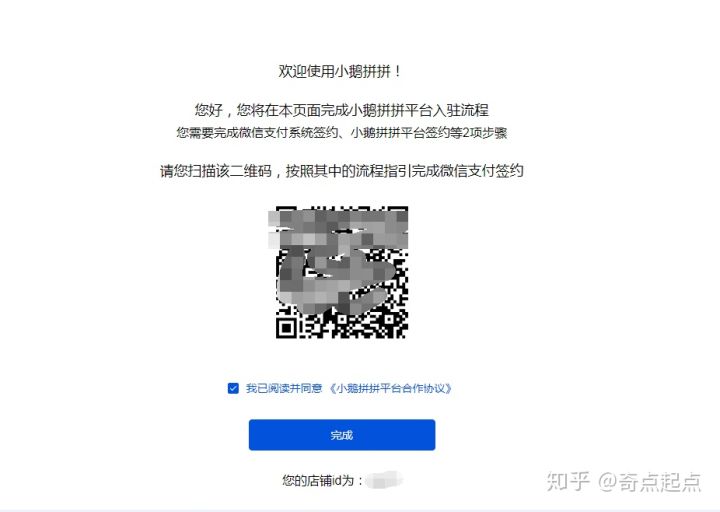 欢迎使用小鹅拼拼！
您好，您将在本页面完成小鹅拼拼平台入驻流程
您需要完成微信支付系统签约、小鹅拼拼平台签约等2项步骤
请您扫描该二维码，按照其中的流程指引完成微信支付签约
我已阅读并同意 《小鹅拼拼平台合作协议》
完成
您的店铺id为：
知乎 @奇点起点